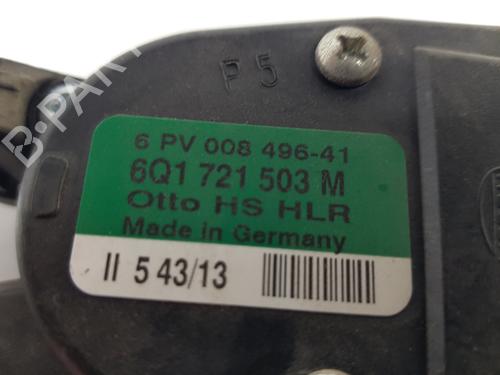 P 5
6 PV 008 496-41
6Q1 721 503 M
Otto HS HLR
Made in Germany
II 5 43/13
B-PARTS